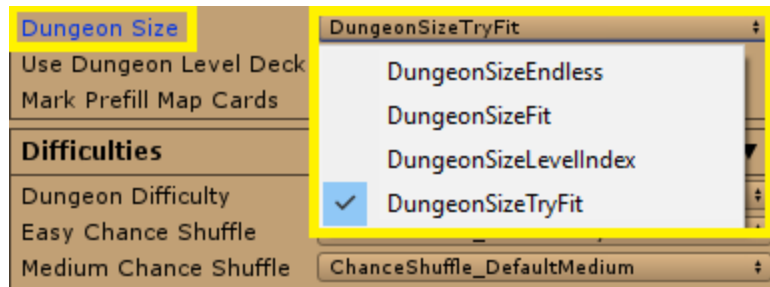 Dungeon Size DungeonSizeTryFit
Use Dungeon Level Deck DungeonSizeEndless
Mark Prefill Map Cards DungeonSizeFit
Difficulties DungeonSizeLevelIndex
Dungeon Difficulty DungeonSizeTryFit
Easy Chance Shuffle
Medium Chance Shuffle ChanceShuffle_DefaultMedium